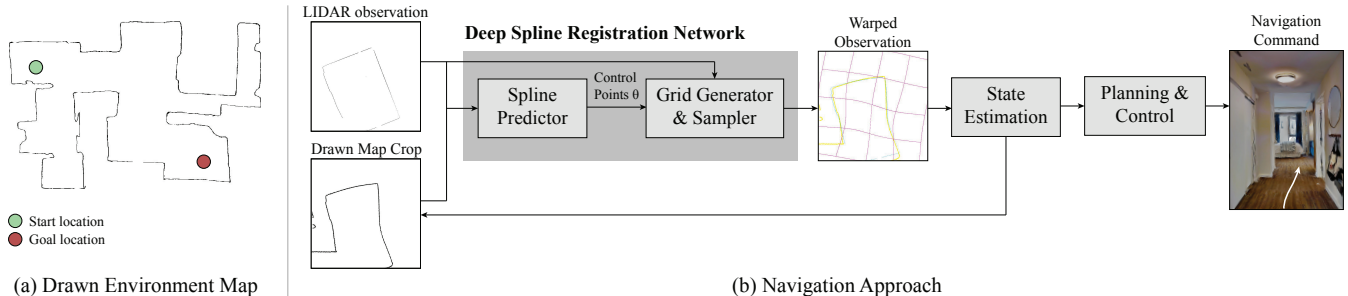 Start location
Goal location
(a) Drawn Environment Map
LIDAR observation
Drawn Map Crop
Deep Spline Registration Network
Spline
Predictor
Control
Points θ
Grid Generator
& Sampler
Warped
Observation
State
Estimation
Planning &
Control
Navigation
Command
(b) Navigation Approach